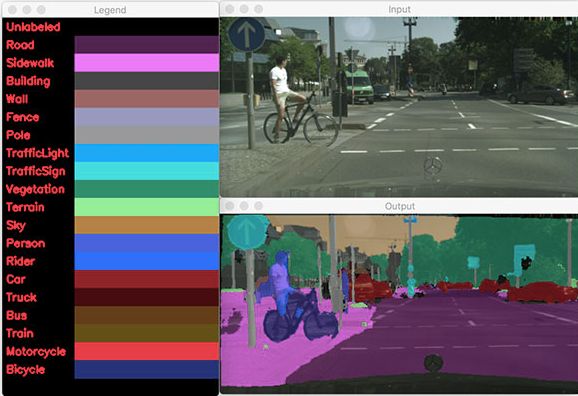 Legend
Unlabeled
Road
Sidewalk
Building
Wall
Fence
Pole
TrafficLight
TrafficSign
Vegetation
Terrain
Sky
Person
Rider
Car
Truck
Bus
Train
Motorcycle
Bicycle
Input
Output